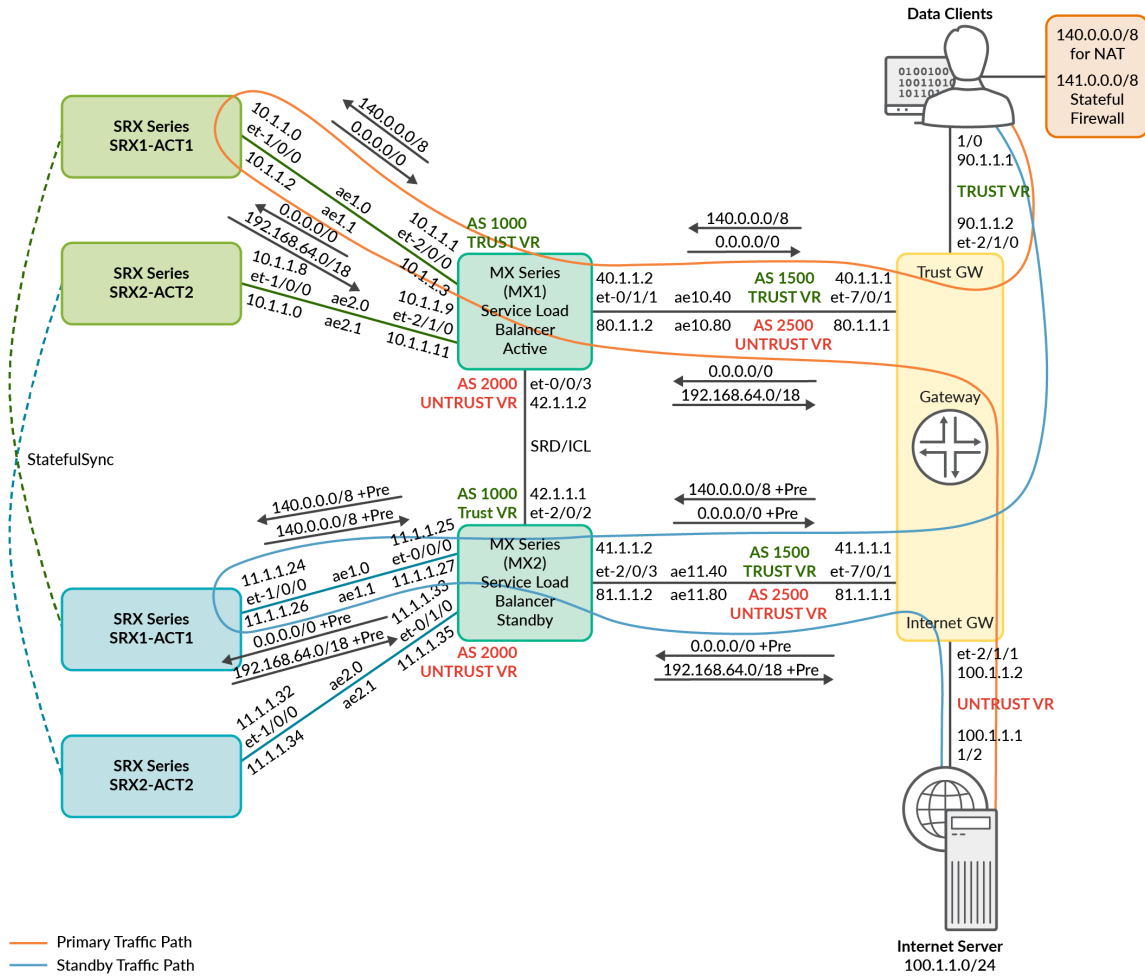 Data Clients
140.0.0.0/8
for NAT
141.0.0.0/8
Stateful
Firewall
0100100
10011010
10110
1/0
90.1.1.1
TRUST VR
90.1.1.2
et-2/1/0
SRX Series
SRX1-ACT1
10.1.1.0
et-1/0/0
10.1.1.2
140.0.0.0/8
0.0.0.0/0
ae1.0
ae1.1
10.1.1.1
et-2/0/0
10.1.1.3
AS 1000
TRUST VR
0.0.0.0/0
192.168.64.0/18
SRX Series
SRX2-ACT2
10.1.1.8
et-1/0/0
10.1.1.0
ae2.0
ae2.1
10.1.1.9
et-2/1/0
10.1.1.11
MX Series
(MX1)
Service Load
Balancer
Active
140.0.0.0/8
0.0.0.0/0
40.1.1.2
et-0/1/1
80.1.1.2
ae10.40
ae10.80
AS 1500
TRUST VR
AS 2500
UNTRUST VR
40.1.1.1
et-7/0/1
80.1.1.1
Trust GW
AS 2000
UNTRUST VR
et-0/0/3
42.1.1.2
0.0.0.0/0
192.168.64.0/18
Gateway
SRD/ICL
StatefulSync
AS 1000
Trust VR
42.1.1.1
et-2/0/2
140.0.0.0/8 +Pre
140.0.0.0/8 +Pre
140.0.0.0/8 +Pre
0.0.0.0/0 +Pre
11.1.1.25
et-0/0/0
11.1.1.27
MX Series
(MX2)
Service Load
Balancer
Standby
41.1.1.2
et-2/0/3
81.1.1.2
ae11.40
ae11.80
AS 1500
TRUST VR
AS 2500
UNTRUST VR
41.1.1.1
et-7/0/1
81.1.1.1
11.1.1.24
et-1/0/0
11.1.1.26
ae1.0
ae1.1
SRX Series
SRX1-ACT1
0.0.0.0/0 +Pre
192.168.64.0/18 +Pre
11.1.1.33
et-0/1/0
11.1.1.35
AS 2000
UNTRUST VR
Internet GW
0.0.0.0/0 +Pre
192.168.64.0/18 +Pre
et-2/1/1
100.1.1.2
UNTRUST VR
100.1.1.1
1/2
11.1.1.32
et-1/0/0
11.1.1.34
ae2.0
ae2.1
SRX Series
SRX2-ACT2
Primary Traffic Path
Standby Traffic Path
Internet Server
100.1.1.0/24